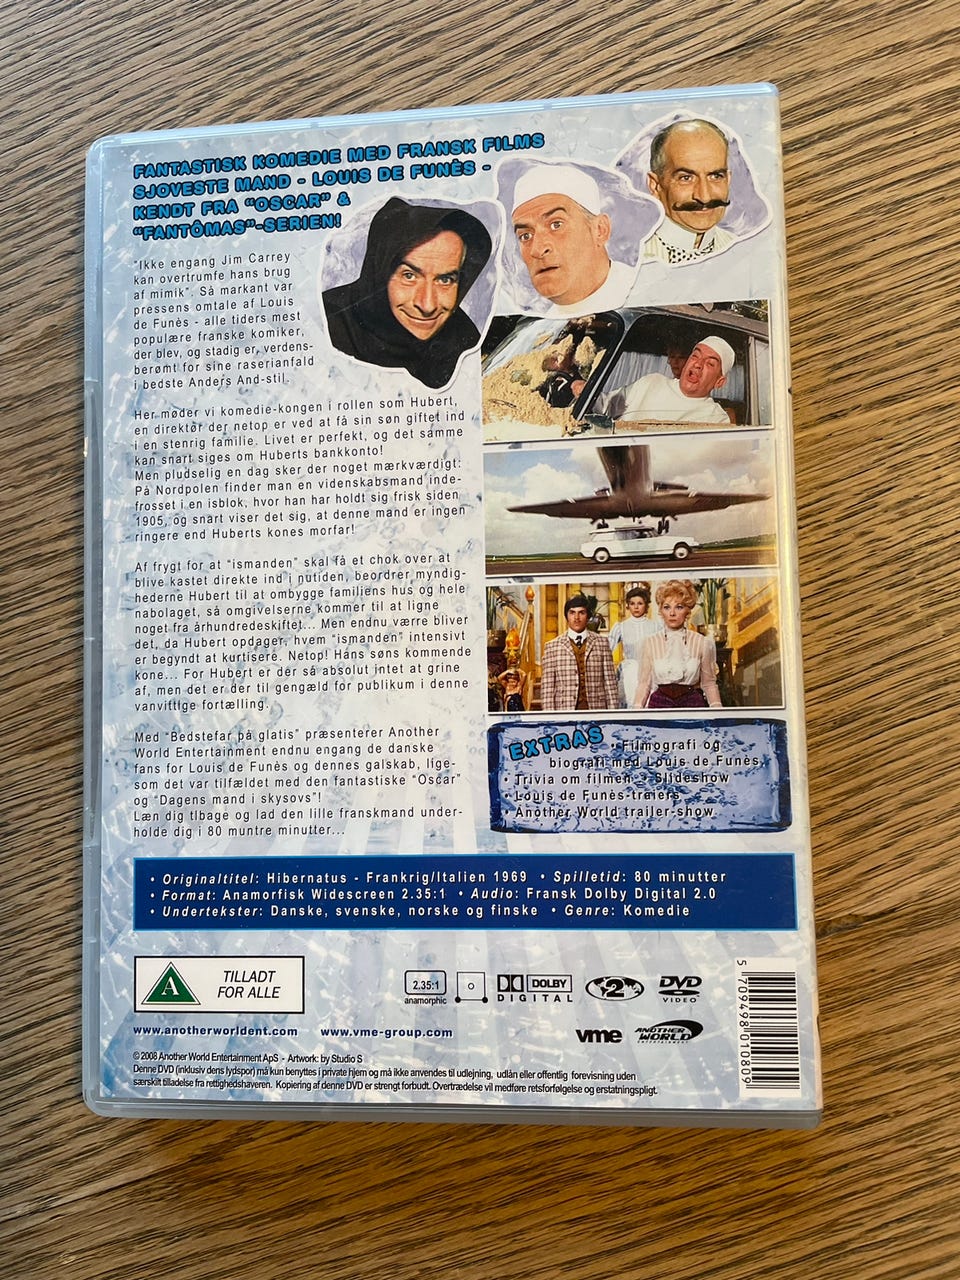 FANTASTISK KOMEDIE MED FRANSK FILMS
SJOVESTE MAND - LOUIS DE FUNÈS -
KENDT FRA "OSCAR" &
"FANTÔMAS"-SERIEN!
"Ikke engang Jim Carrey
kan overtrumfe hans brug
af mimik". Så markant var
pressens omtale af Louis
de Funès - alle tiders mest
populære franske komiker,
der blev, og stadig er, verdens-
berømt for sine raserianfald
i bedste Anders And-stil.
Her møder vi komedie-kongen i rollen som Hubert,
en direktør der netop er ved at få sin søn giftet ind
i en stenrig familie. Livet er perfekt, og det samme
kan snart siges om Huberts bankkonto!
Men pludselig en dag sker der noget mærkværdigt:
På Nordpolen finder man en videnskabsmand inde-
frosset i en isblok, hvor han har holdt sig frisk siden
1905, og snart viser det sig, at denne mand er ingen
ringere end Huberts kones morfar!
Af frygt for at "ismanden" skal få et chok over at
blive kastet direkte ind i nutiden, beordrer myndig-
hederne Hubert til at ombygge familiens hus og hele
nabolaget, så omgivelserne kommer til at ligne
noget fra århundredeskiftet... Men endnu værre bliver
det, da Hubert opdager, hvem "ismanden" intensivt
er begyndt at kurtisere. Netop! Hans søns kommende
kone... For Hubert er der så absolut intet at grine
af, men det er der til gengæld for publikum i denne
vanvittige fortælling.
Med "Bedstefar på glatis" præsenterer Another
World Entertainment endnu engang de danske
fans for Louis de Funès og dennes galskab, lige-
som det var tilfældet med den fantastiske "Oscar"
og "Dagens mand i skysovs"!
Læn dig tlbage og lad den lille franskmand under-
holde dig i 80 muntre minutter...
EXTRAS
• Filmografi og
biografi med Louis de Funès
• Trivia om filmen • Slideshow
• Louis de Funès-trailers
• Another World trailer-show
• Originaltitel: Hibernatus - Frankrig/Italien 1969 • Spilletid: 80 minutter
• Format: Anamorfisk Widescreen 2.35:1 • Audio: Fransk Dolby Digital 2.0
• Undertekster: Danske, svenske, norske og finske • Genre: Komedie
A
TILLADT
FOR ALLE
2.35:1
anamorphic
DOLBY
DIGITAL
2
DVD
VIDEO
www.anotherworldent.com www.vme-group.com
vme
ANOTHER
WORLD
entertainment
© 2008 Another World Entertainment ApS - Artwork: by Studio S
Denne DVD (inklusiv dens lydspor) må kun benyttes i private hjem og må ikke anvendes til udlejning, udlån eller offentlig forevisning uden
særskilt tilladelse fra rettighedshaveren. Kopiering af denne DVD er strengt forbudt. Overtrædelse vil medføre retsforfølgelse og erstatningspligt.
5 709498 010809